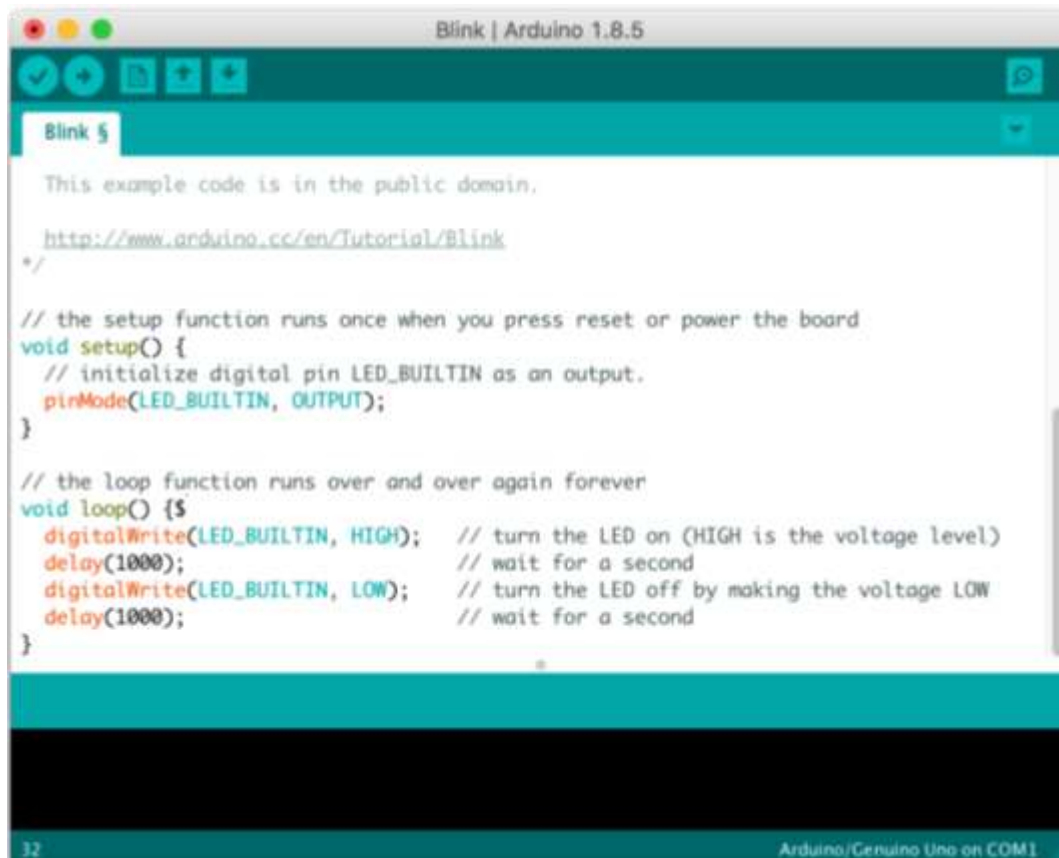 Blink | Arduino 1.8.5
Blink §
This example code is in the public domain.
http://www.arduino.cc/en/Tutorial/Blink
*/
// the setup function runs once when you press reset or power the board
void setup() {
  // initialize digital pin LED_BUILTIN as an output.
  pinMode(LED_BUILTIN, OUTPUT);
}
// the loop function runs over and over again forever
void loop() {$
  digitalWrite(LED_BUILTIN, HIGH);   // turn the LED on (HIGH is the voltage level)
  delay(1000);                       // wait for a second
  digitalWrite(LED_BUILTIN, LOW);    // turn the LED off by making the voltage LOW
  delay(1000);                       // wait for a second
}
32 Arduino/Genuino Uno on COM1